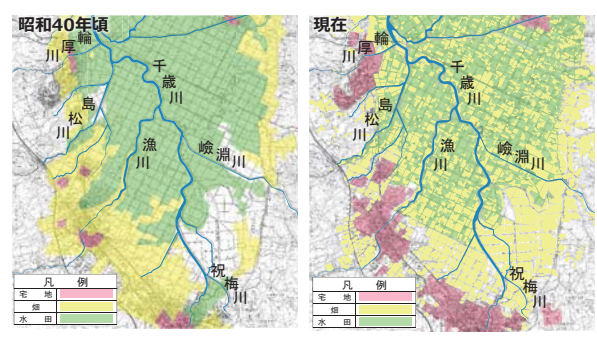 昭和40年頃
輪厚川
千歳川
島松川
漁川
嶮淵川
祝梅川
凡 例
宅 地
畑
水 田
現在
輪厚川
千歳川
島松川
漁川
嶮淵川
祝梅川
凡 例
宅 地
畑
水 田